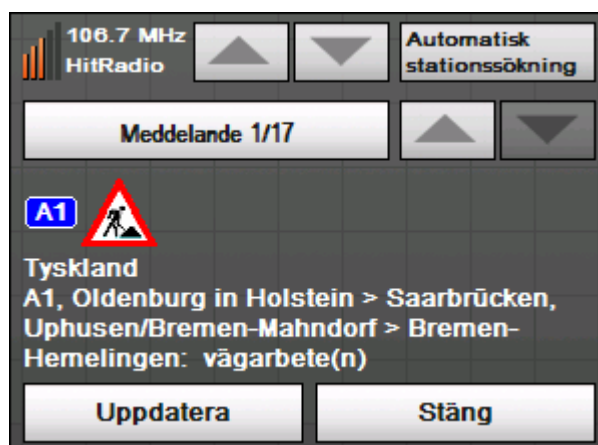 106.7 MHz
HitRadio
Automatisk
stationssökning
Meddelande 1/17
A1
Tyskland
A1, Oldenburg in Holstein > Saarbrücken,
Uphusen/Bremen-Mahndorf > Bremen-
Hemelingen: vägarbete(n)
Uppdatera
Stäng